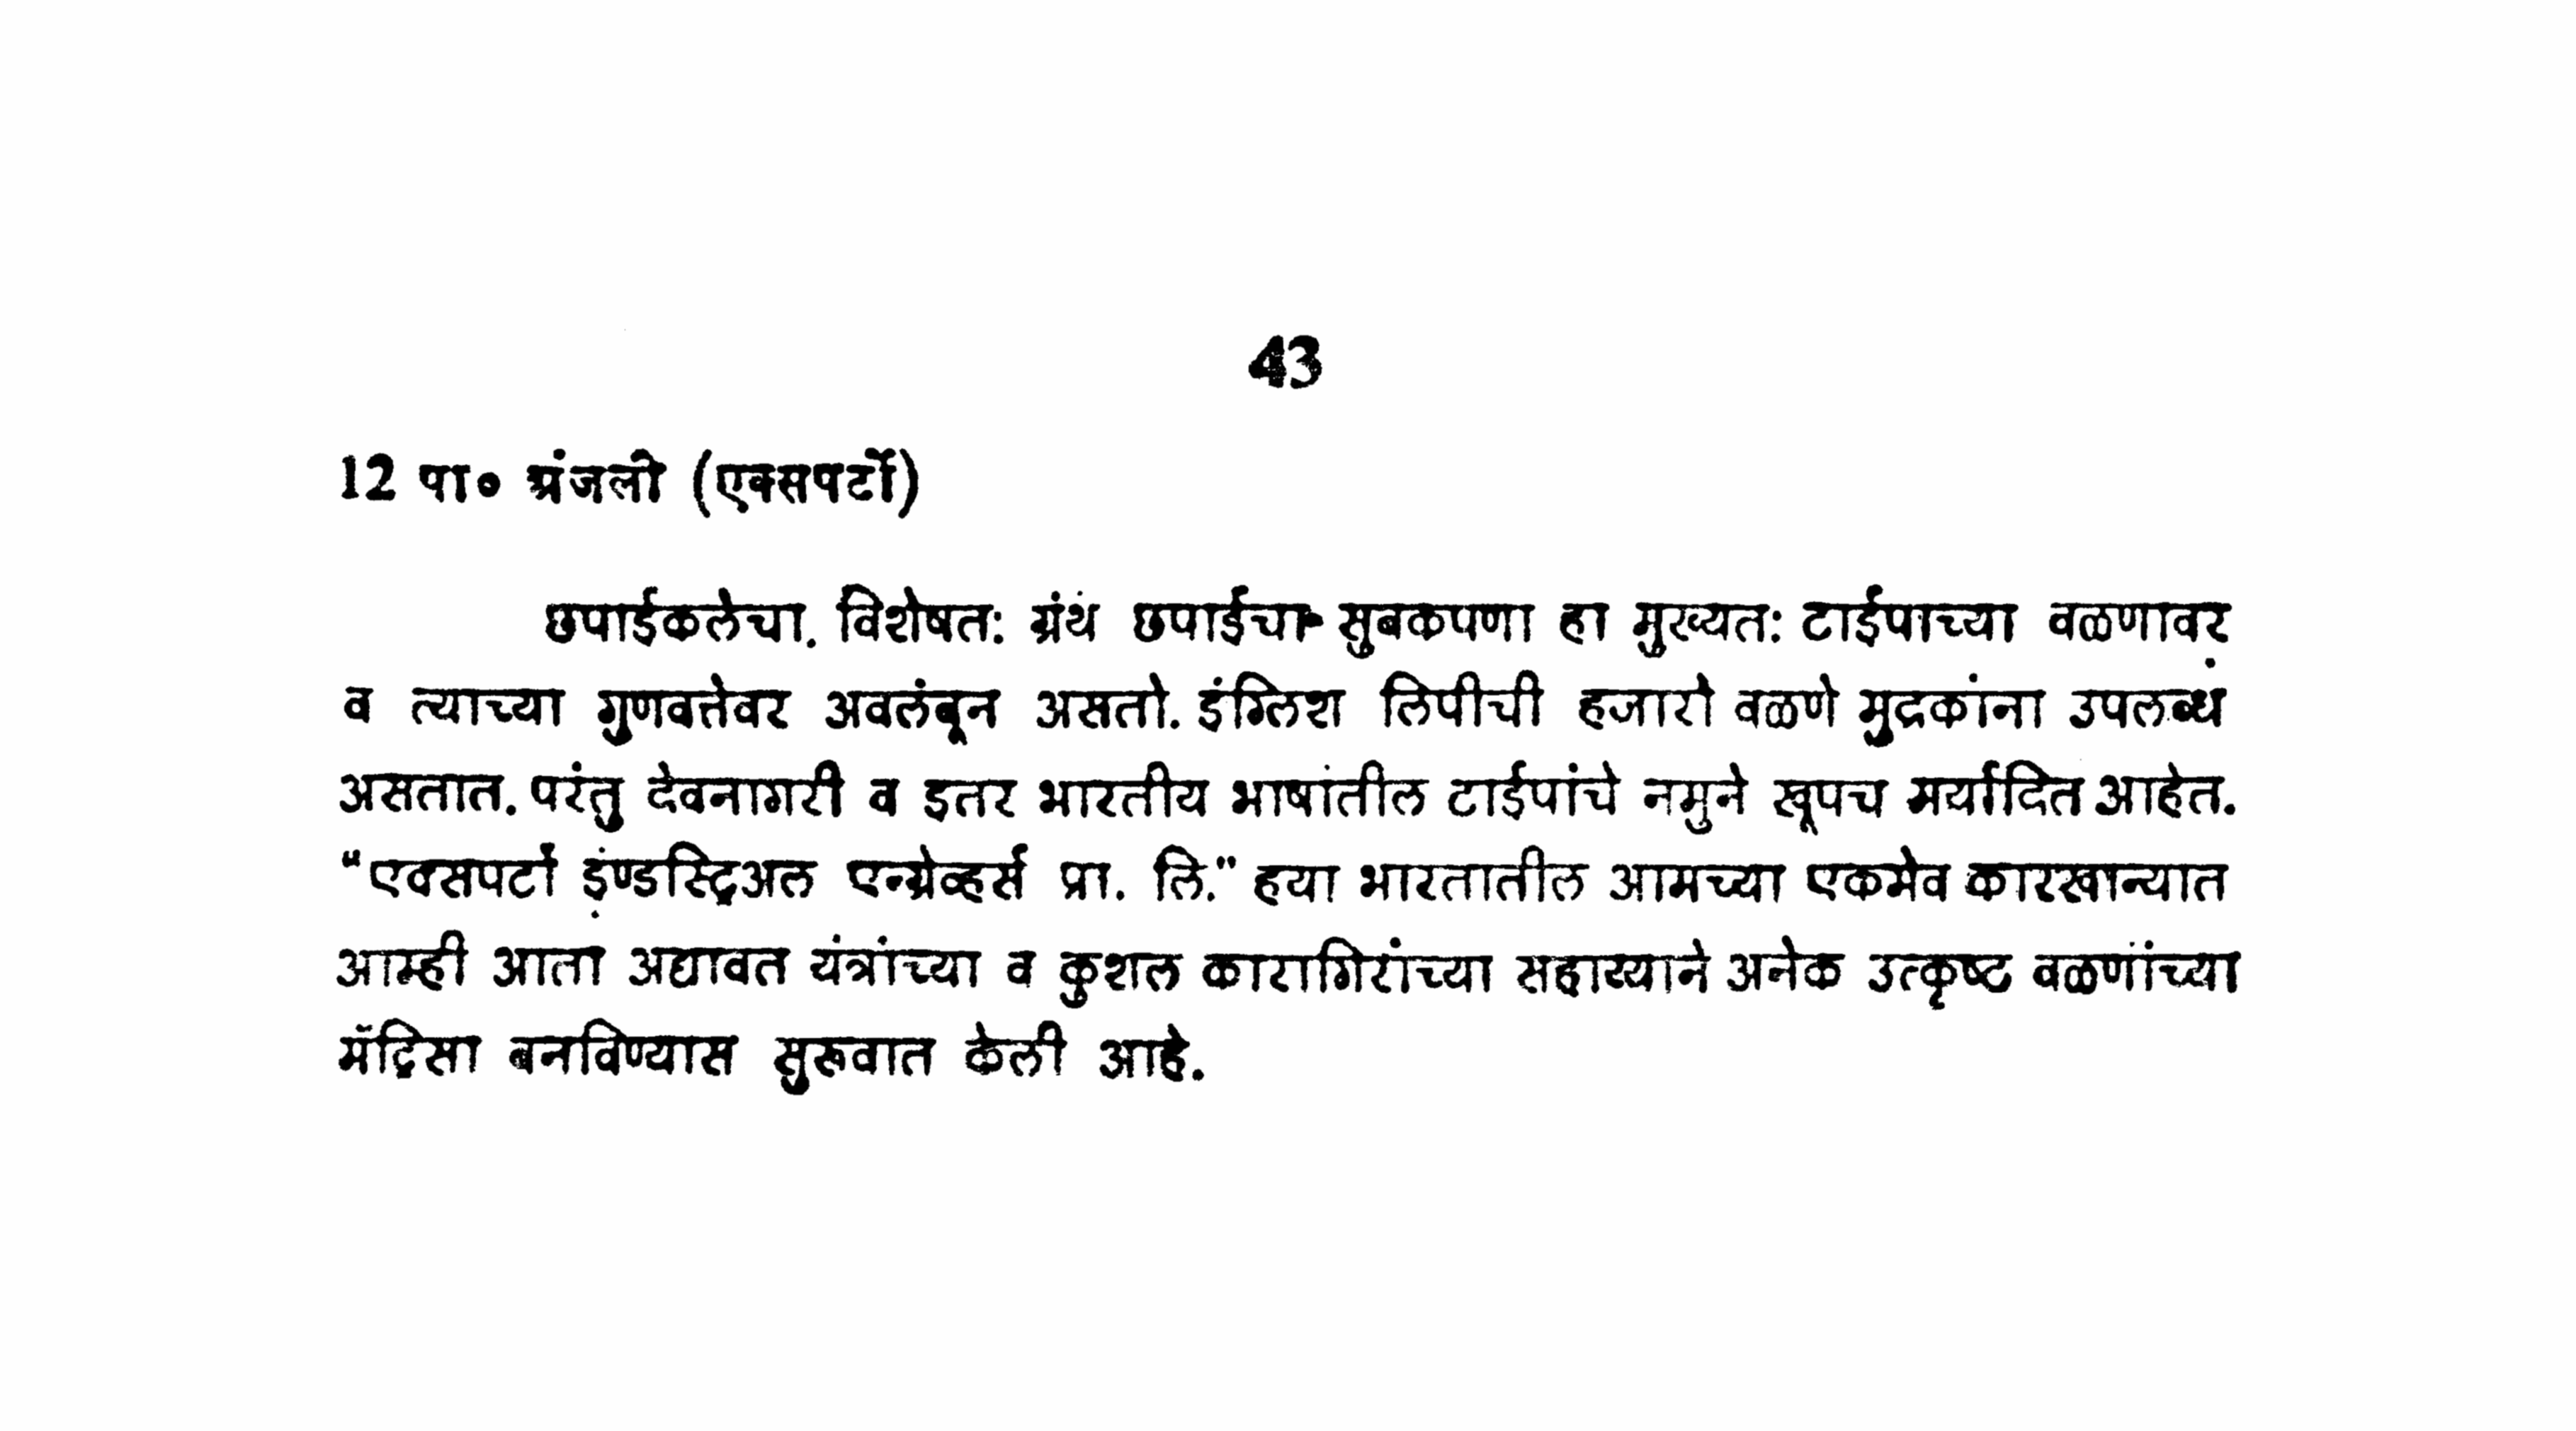 43
12 पा० अंजली (एक्सपर्टो)
छपाईकलेचा. विशेषत: ग्रंथ छपाईचा सुबकपणा हा मुख्यत: टाईपाच्या वळणावर
व त्याच्या गुणवत्तेवर अवलंबून असतो. इंग्लिश लिपीची हजारो वळणे मुद्रकांना उपलब्ध
असतात. परंतु देवनागरी व इतर भारतीय भाषांतील टाईपांचे नमुने खूपच मर्यादित आहेत.
“एक्सपर्टो इंण्डस्ट्रिअल एन्ग्रेव्हर्स प्रा. लि.” हया भारतातील आमच्या एकमेव कारखान्यात
आम्ही आता अद्यावत यंत्रांच्या व कुशल कारागिरांच्या सहाय्याने अनेक उत्कृष्ट वळणांच्या
मॅट्रिसा बनविण्यास सुरूवात केली आहे.